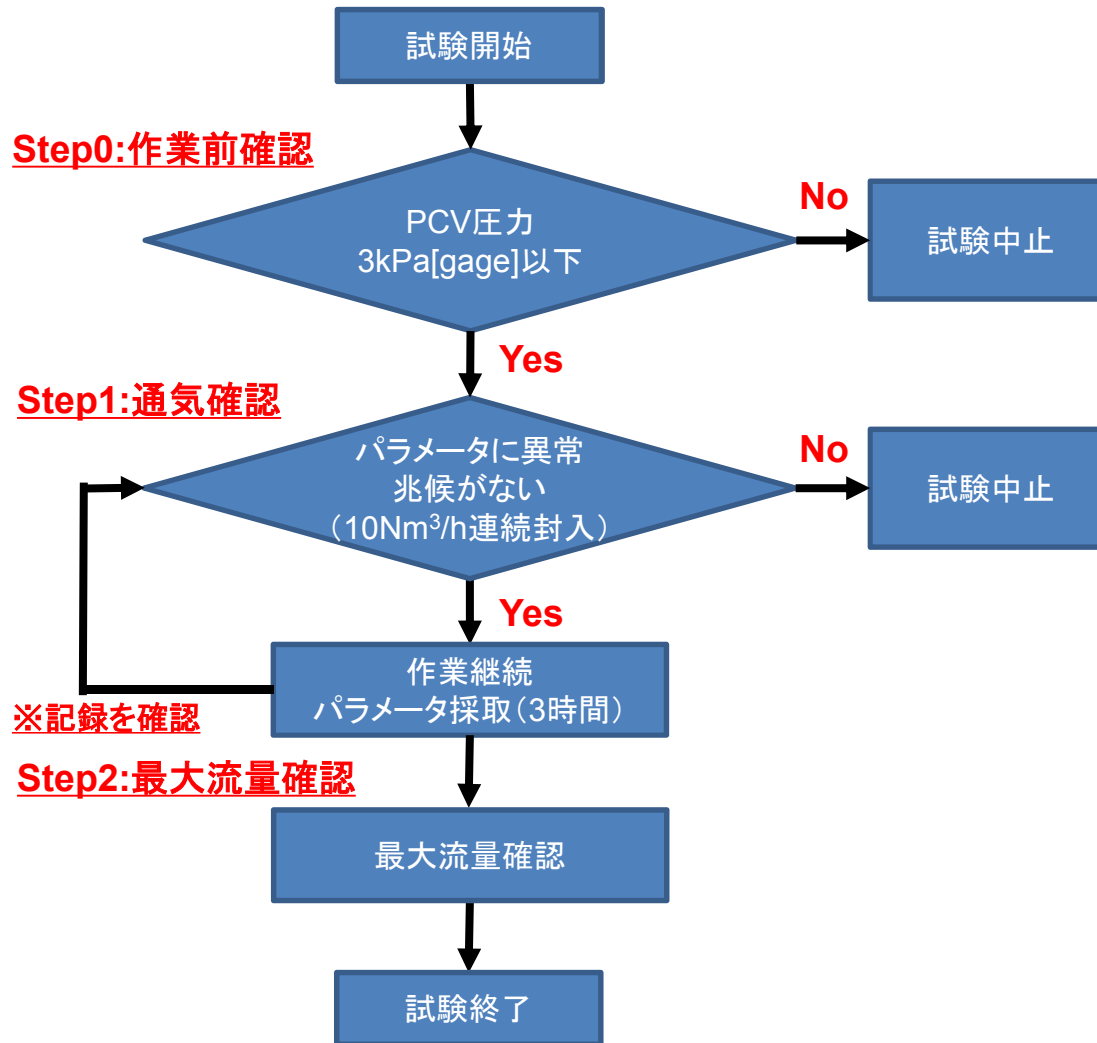 試験開始
Step0:作業前確認
PCV圧力
3kPa[gage]以下
No
試験中止
Yes
Step1:通気確認
パラメータに異常
兆候がない
（10Nm³/h連続封入）
No
試験中止
Yes
作業継続
パラメータ採取（3時間）
※記録を確認
Step2:最大流量確認
最大流量確認
試験終了